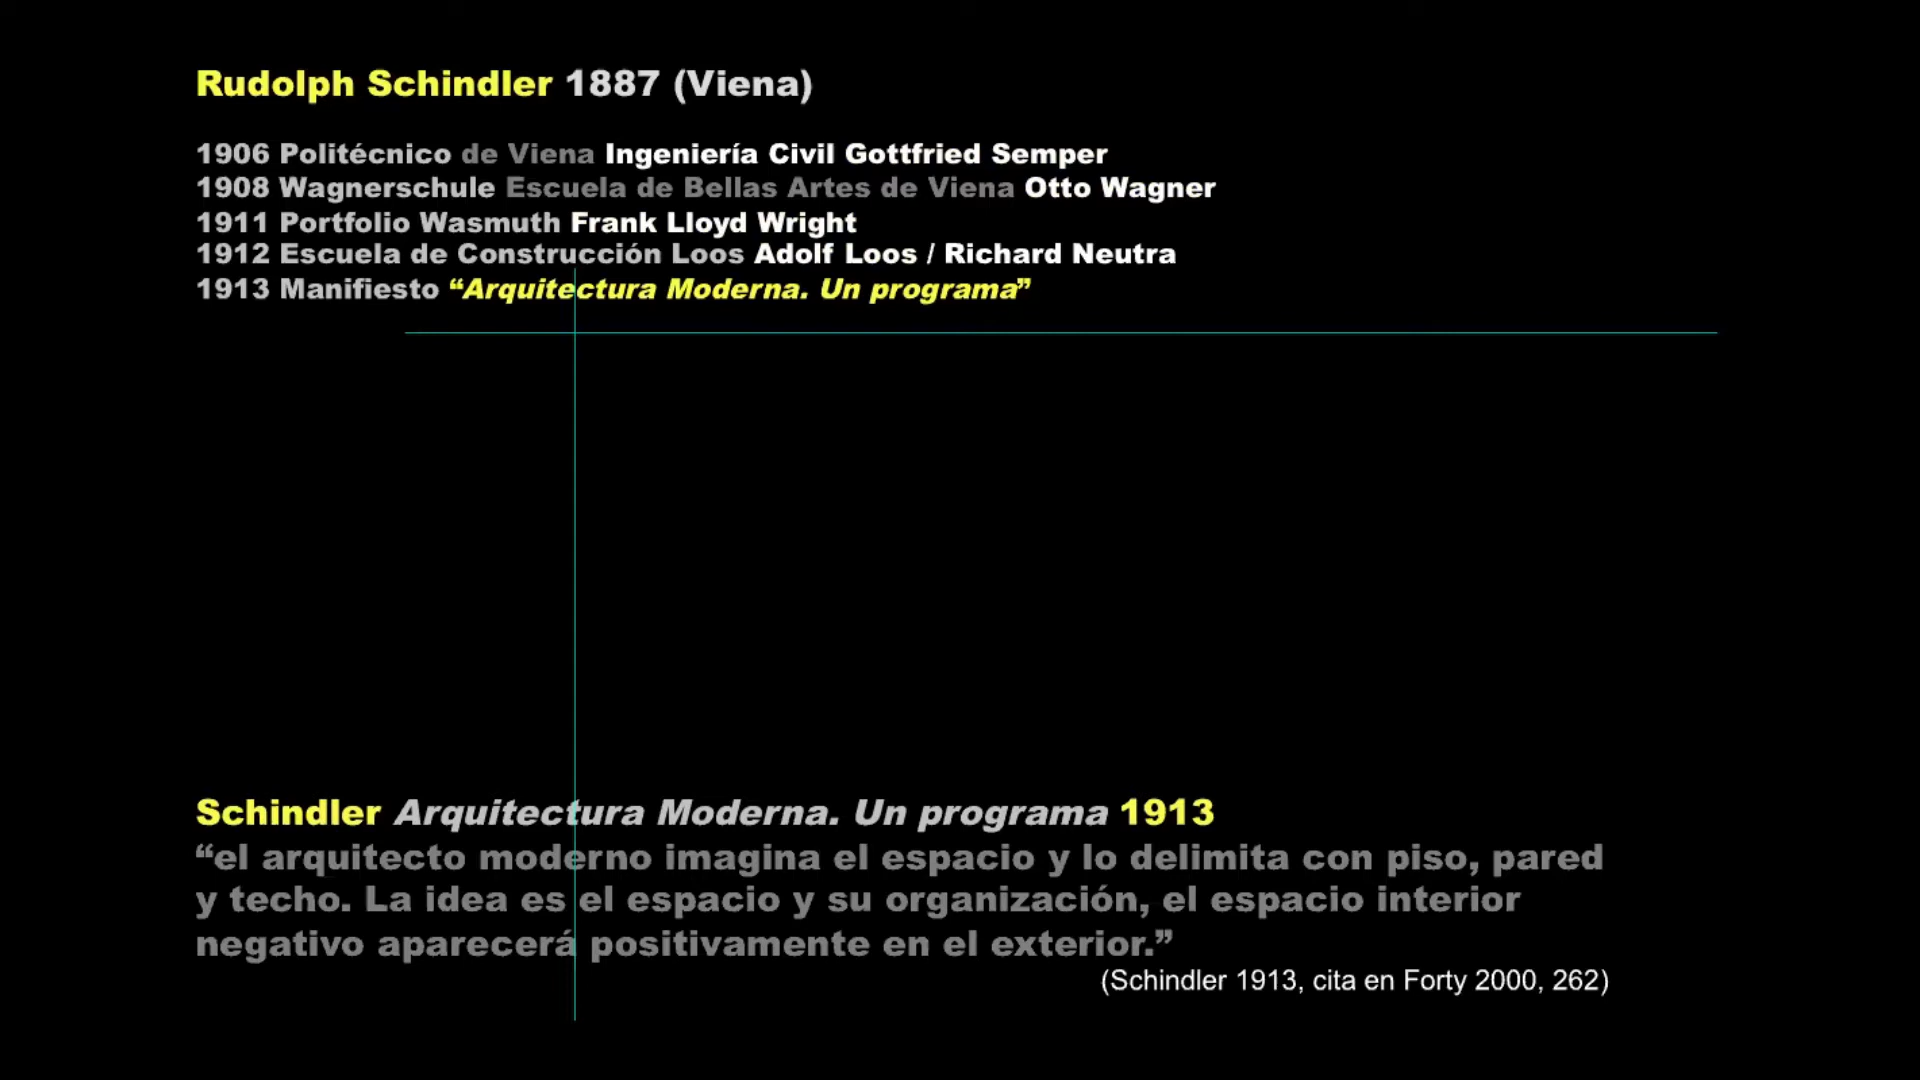 Rudolph Schindler 1887 (Viena)
1906 Politécnico de Viena Ingeniería Civil Gottfried Semper
1908 Wagnerschule Escuela de Bellas Artes de Viena Otto Wagner
1911 Portfolio Wasmuth Frank Lloyd Wright
1912 Escuela de Construcción Loos Adolf Loos / Richard Neutra
1913 Manifiesto “Arquitectura Moderna. Un programa”
Schindler Arquitectura Moderna. Un programa 1913
“el arquitecto moderno imagina el espacio y lo delimita con piso, pared
y techo. La idea es el espacio y su organización, el espacio interior
negativo aparecerá positivamente en el exterior.”
(Schindler 1913, cita en Forty 2000, 262)